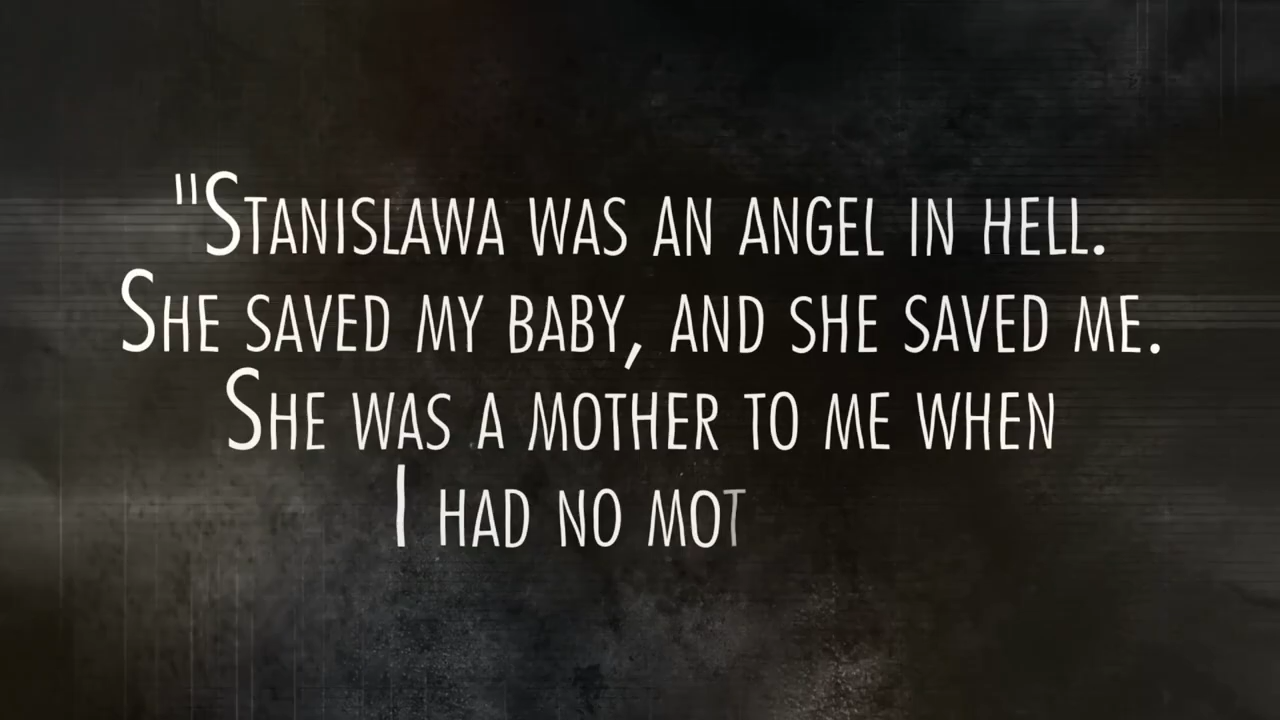 "Stanislawa was an angel in hell.
She saved my baby, and she saved me.
She was a mother to me when
I had no mot